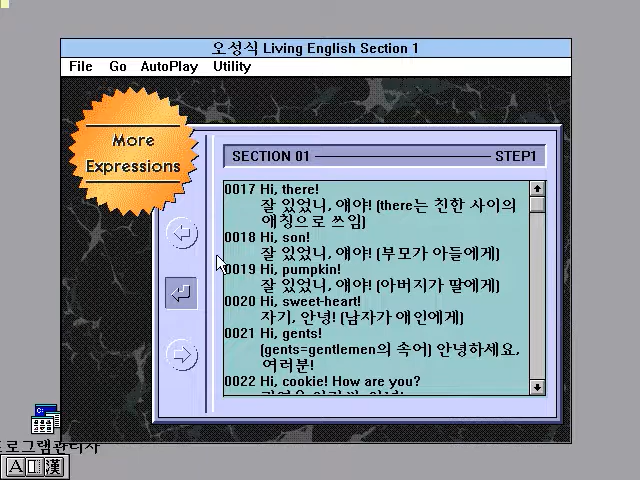 오성식 Living English Section 1
File Go AutoPlay Utility
More
Expressions
SECTION 01 STEP1
0017 Hi, there!
잘 있었니, 얘야! (there는 친한 사이의
애칭으로 쓰임)
0018 Hi, son!
잘 있었니, 얘야! (부모가 아들에게)
0019 Hi, pumpkin!
잘 있었니, 얘야! (아버지가 딸에게)
0020 Hi, sweet-heart!
자기, 안녕! (남자가 애인에게)
0021 Hi, gents!
(gents=gentlemen의 속어) 안녕하세요,
여러분!
0022 Hi, cookie! How are you?
프로그램관리자
A 漢